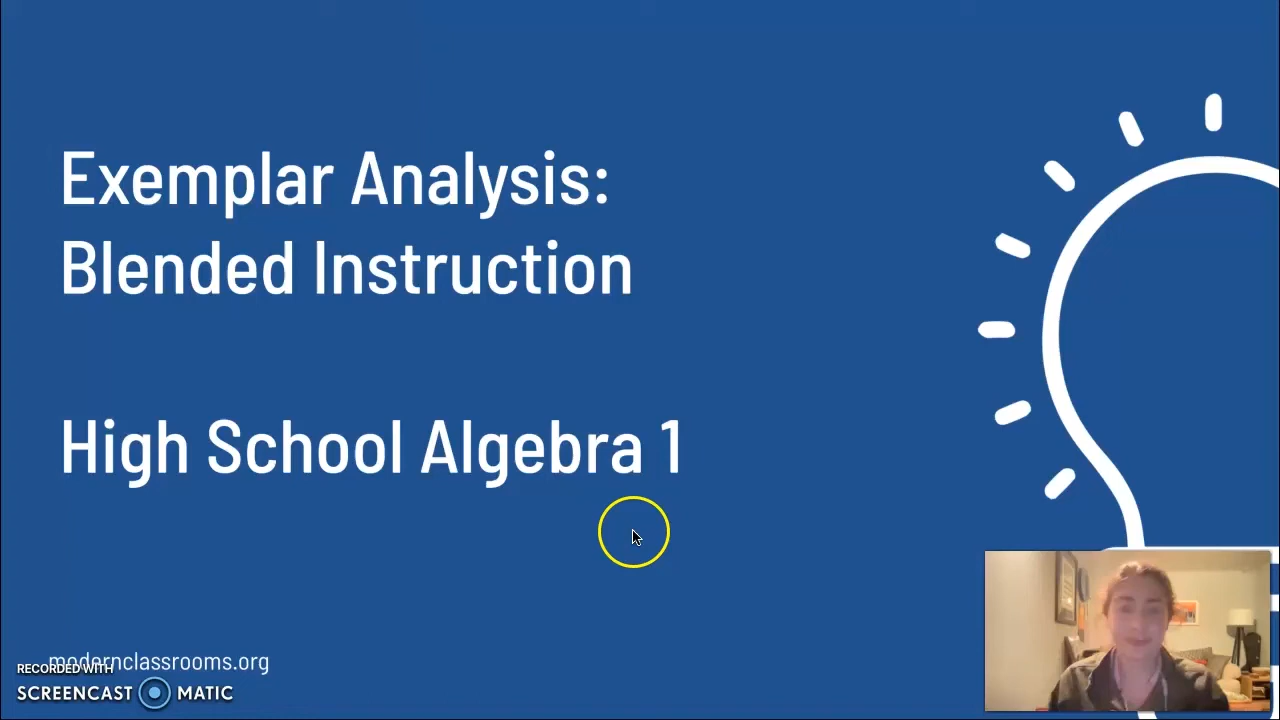 Exemplar Analysis:
Blended Instruction
High School Algebra 1
modernclassrooms.org
RECORDED WITH
SCREENCAST MATIC